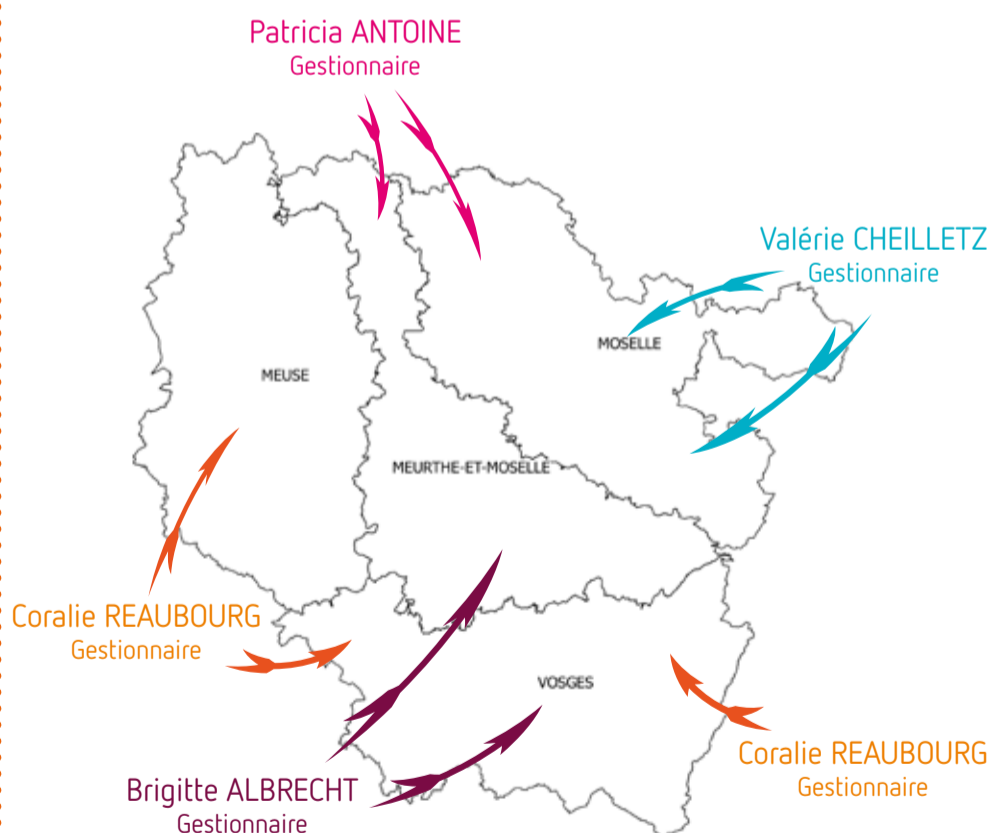 Patricia ANTOINE
Gestionnaire
Valérie CHEILLETZ
Gestionnaire
MOSELLE
MEUSE
MEURTHE-ET-MOSELLE
Coralie REAUBOURG
Gestionnaire
VOSGES
Coralie REAUBOURG
Gestionnaire
Brigitte ALBRECHT
Gestionnaire